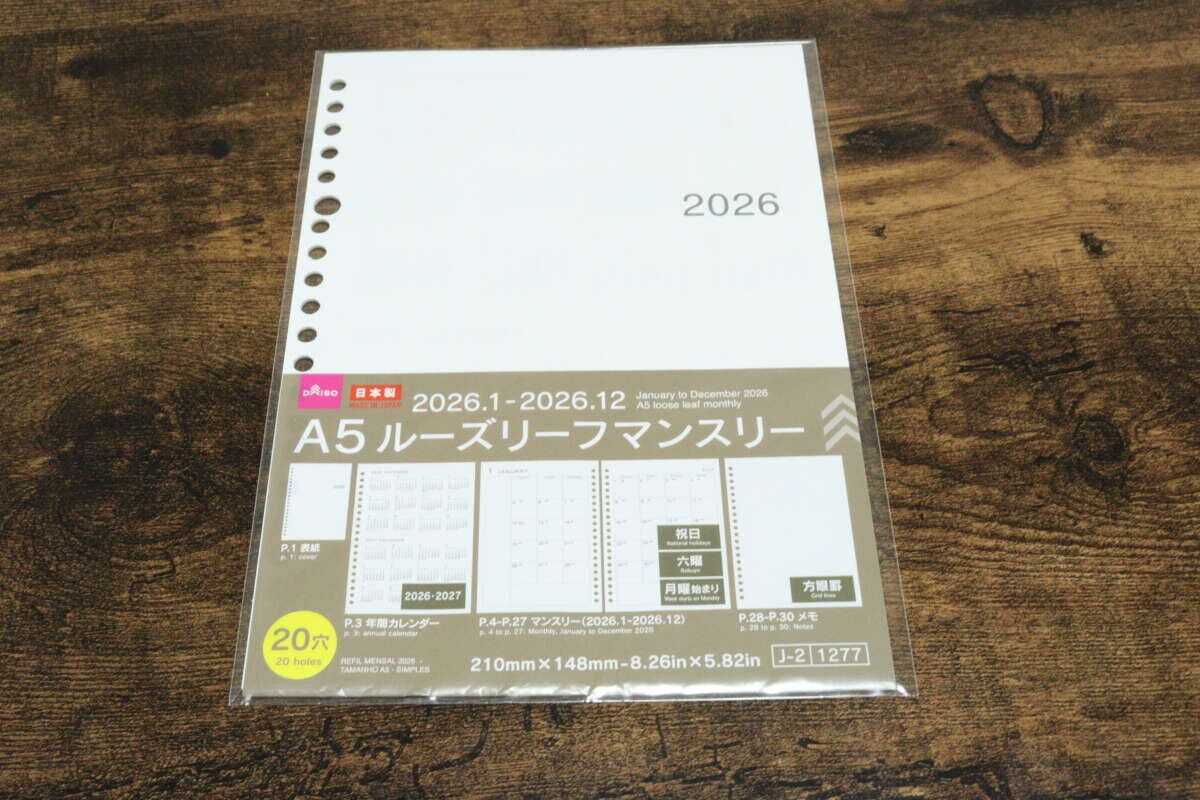 2026
DAISO
日本製
MADE IN JAPAN
2026.1-2026.12
January to December 2026
A5 loose leaf monthly
A5ルーズリーフマンスリー
P.1 表紙
p. 1: cover
2026-2027
P.3 年間カレンダー
p. 3: annual calendar
1 JANUARY
祝日
National holidays
六曜
Rokuyo
月曜始まり
Week starts on Monday
P.4-P.27 マンスリー(2026.1-2026.12)
p. 4 to p. 27: Monthly, January to December 2026
方眼罫
Grid lines
P.28-P.30 メモ
p. 28 to p. 30: Notes
20穴
20 holes
REFIL MENSAL 2026 -
TAMANHO A5 - SIMPLES
210mm×148mm-8.26in×5.82in
J-2 1277